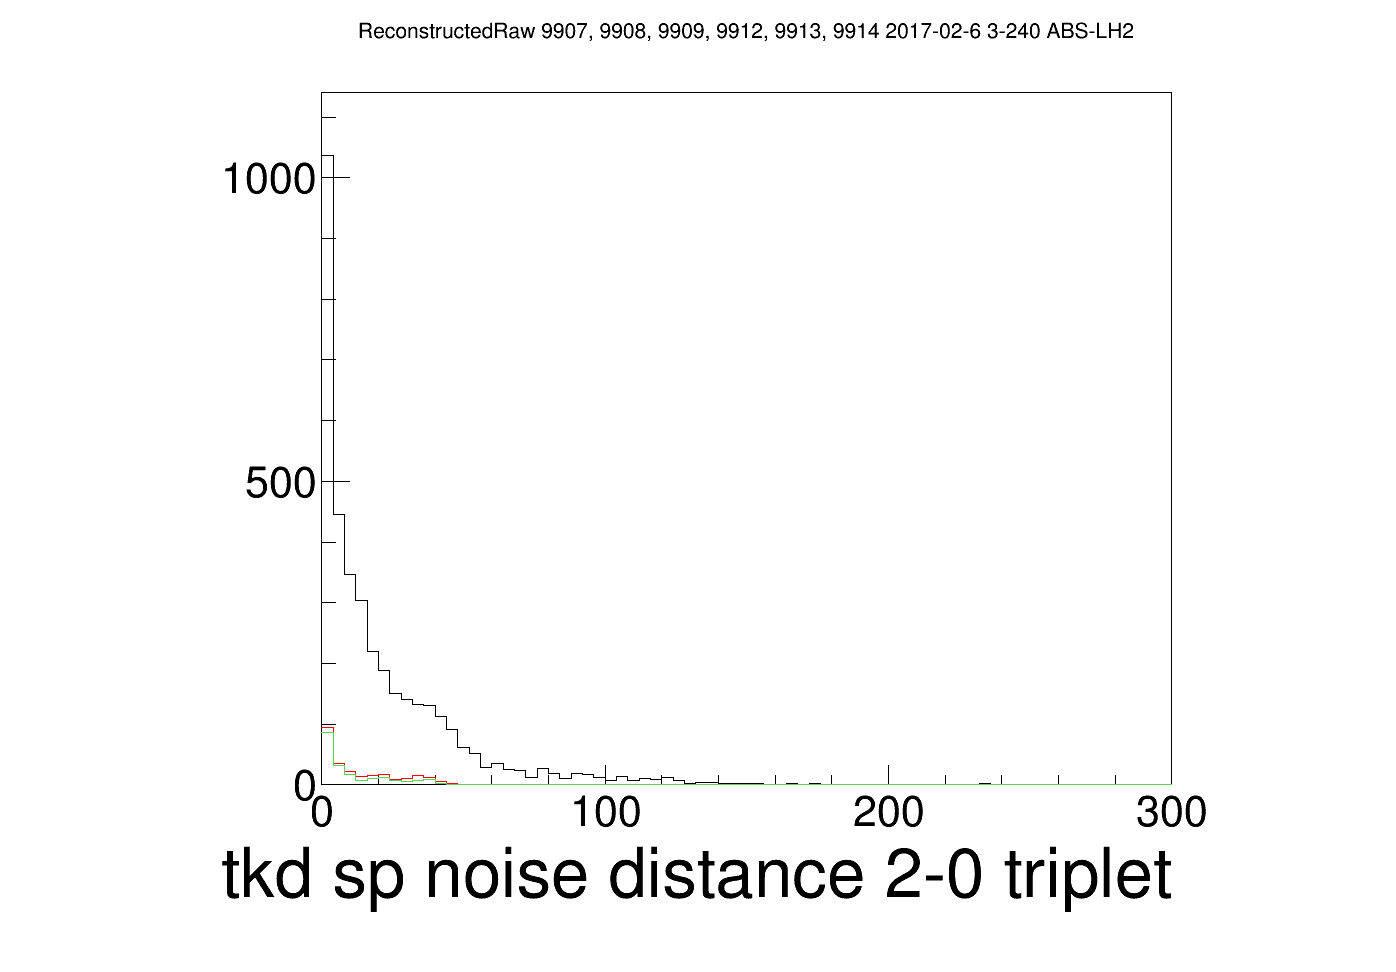 ReconstructedRaw 9907, 9908, 9909, 9912, 9913, 9914 2017-02-6 3-240 ABS-LH2
1000
500
0
0 100 200 300
tkd sp noise distance 2-0 triplet